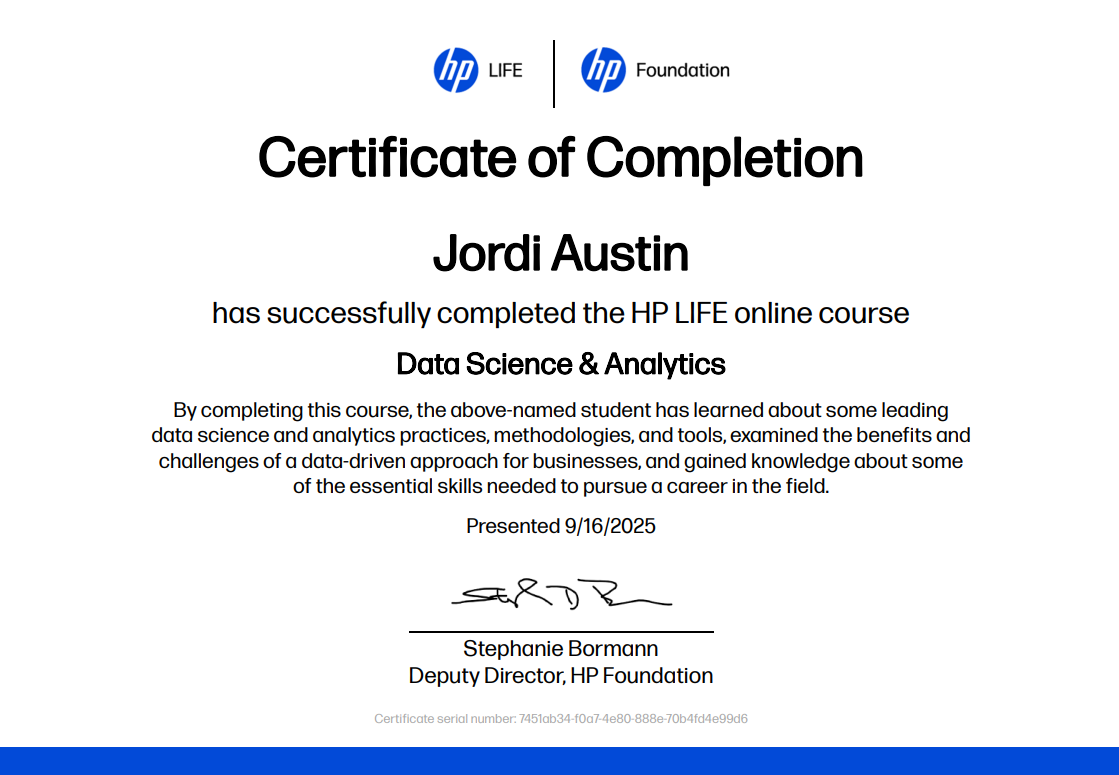 hp LIFE hp Foundation
Certificate of Completion
Jordi Austin
has successfully completed the HP LIFE online course
Data Science & Analytics
By completing this course, the above-named student has learned about some leading
data science and analytics practices, methodologies, and tools, examined the benefits and
challenges of a data-driven approach for businesses, and gained knowledge about some
of the essential skills needed to pursue a career in the field.
Presented 9/16/2025
Stephanie Bormann
Deputy Director, HP Foundation
Certificate serial number: 7451ab34-f0a7-4e80-888e-70b4fd4e99d6